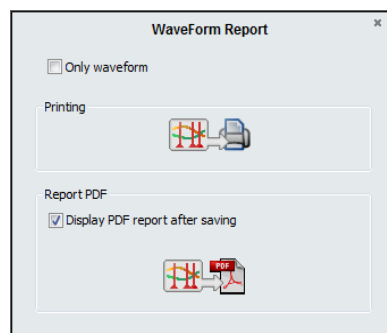 WaveForm Report
Only waveform
Printing
Report PDF
Display PDF report after saving
PDF